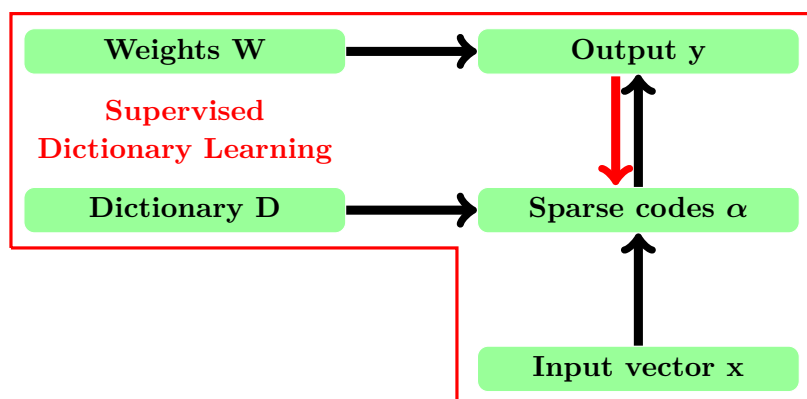 Weights W
Output y
Supervised
Dictionary Learning
Dictionary D
Sparse codes α
Input vector x